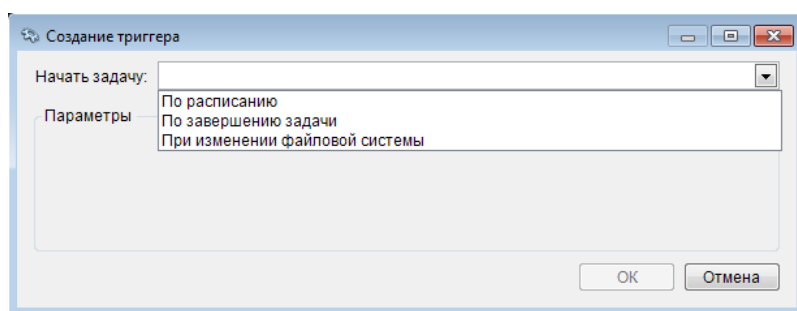 Создание триггера
Начать задачу:
По расписанию
Параметры
По завершению задачи
При изменении файловой системы
ОК
Отмена